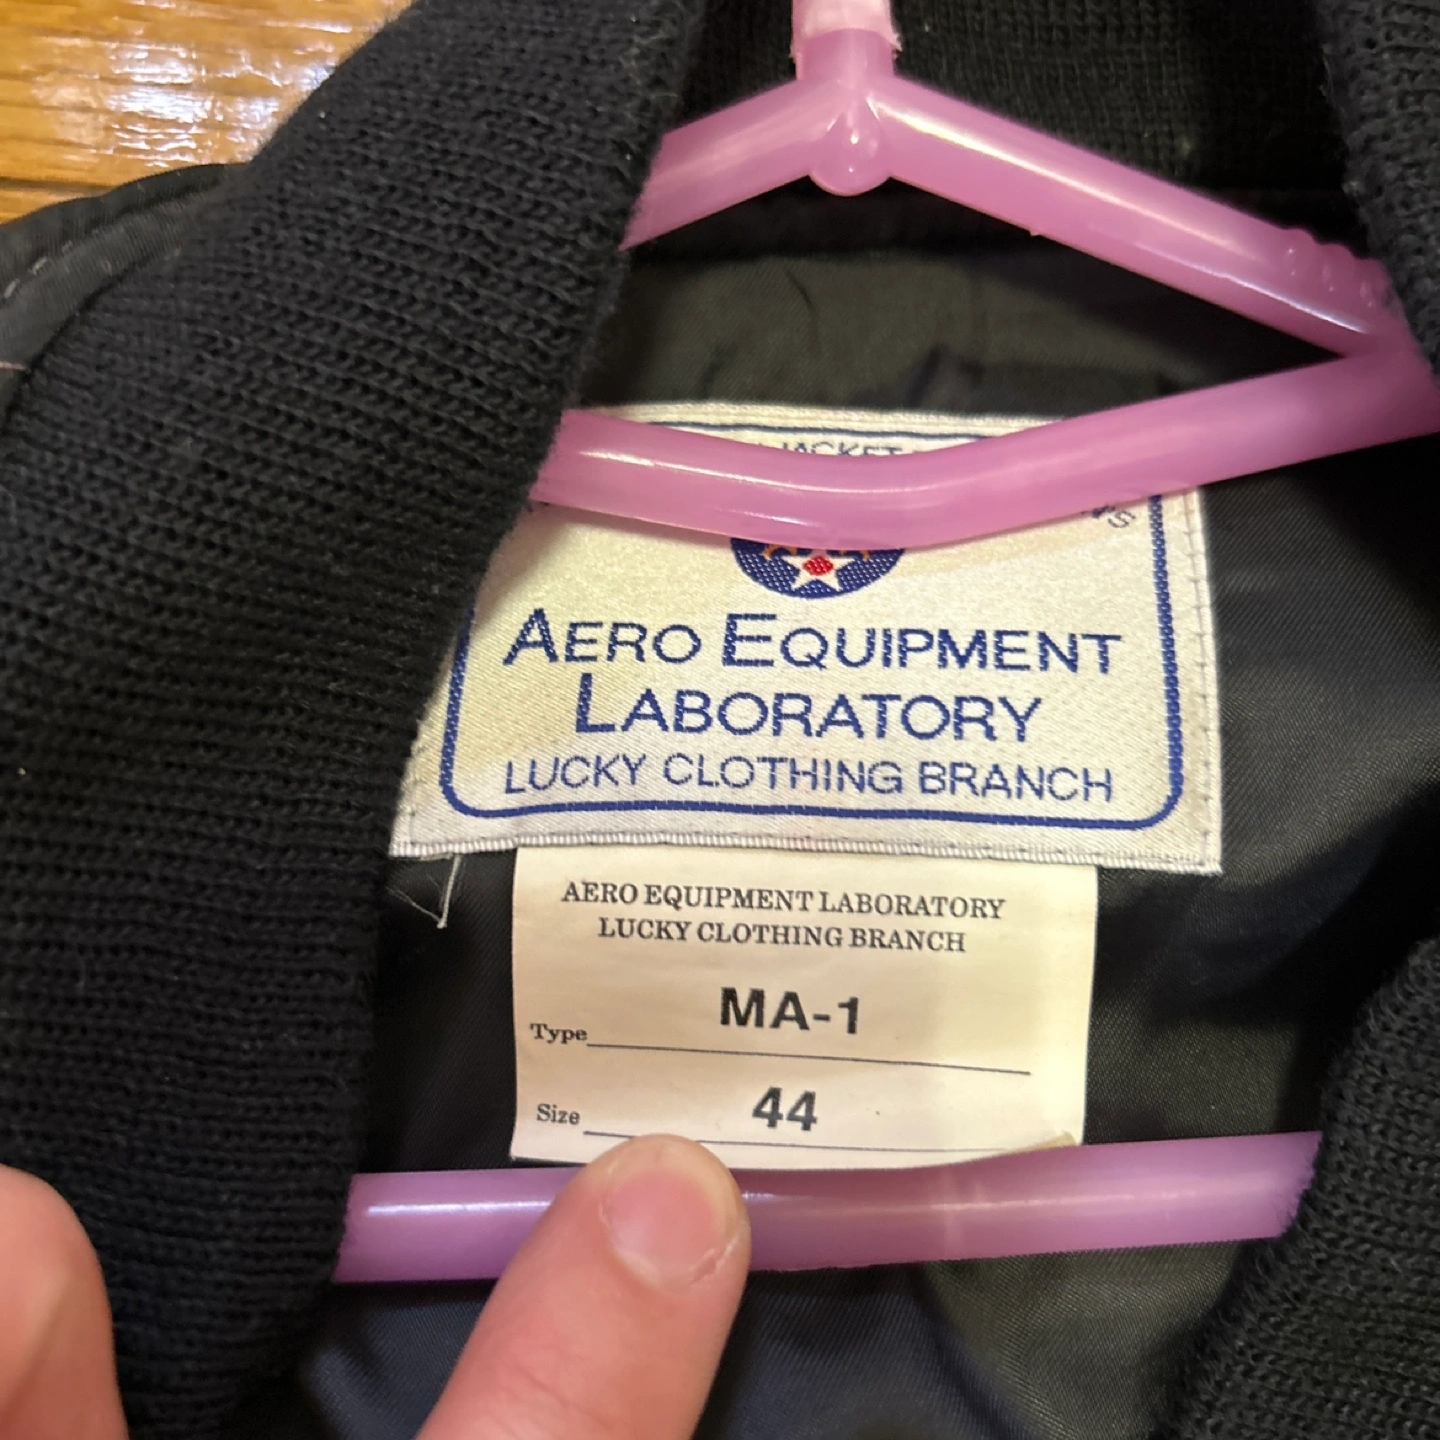 JACKET
AERO EQUIPMENT
LABORATORY
LUCKY CLOTHING BRANCH
AERO EQUIPMENT LABORATORY
LUCKY CLOTHING BRANCH
Type MA-1
Size 44